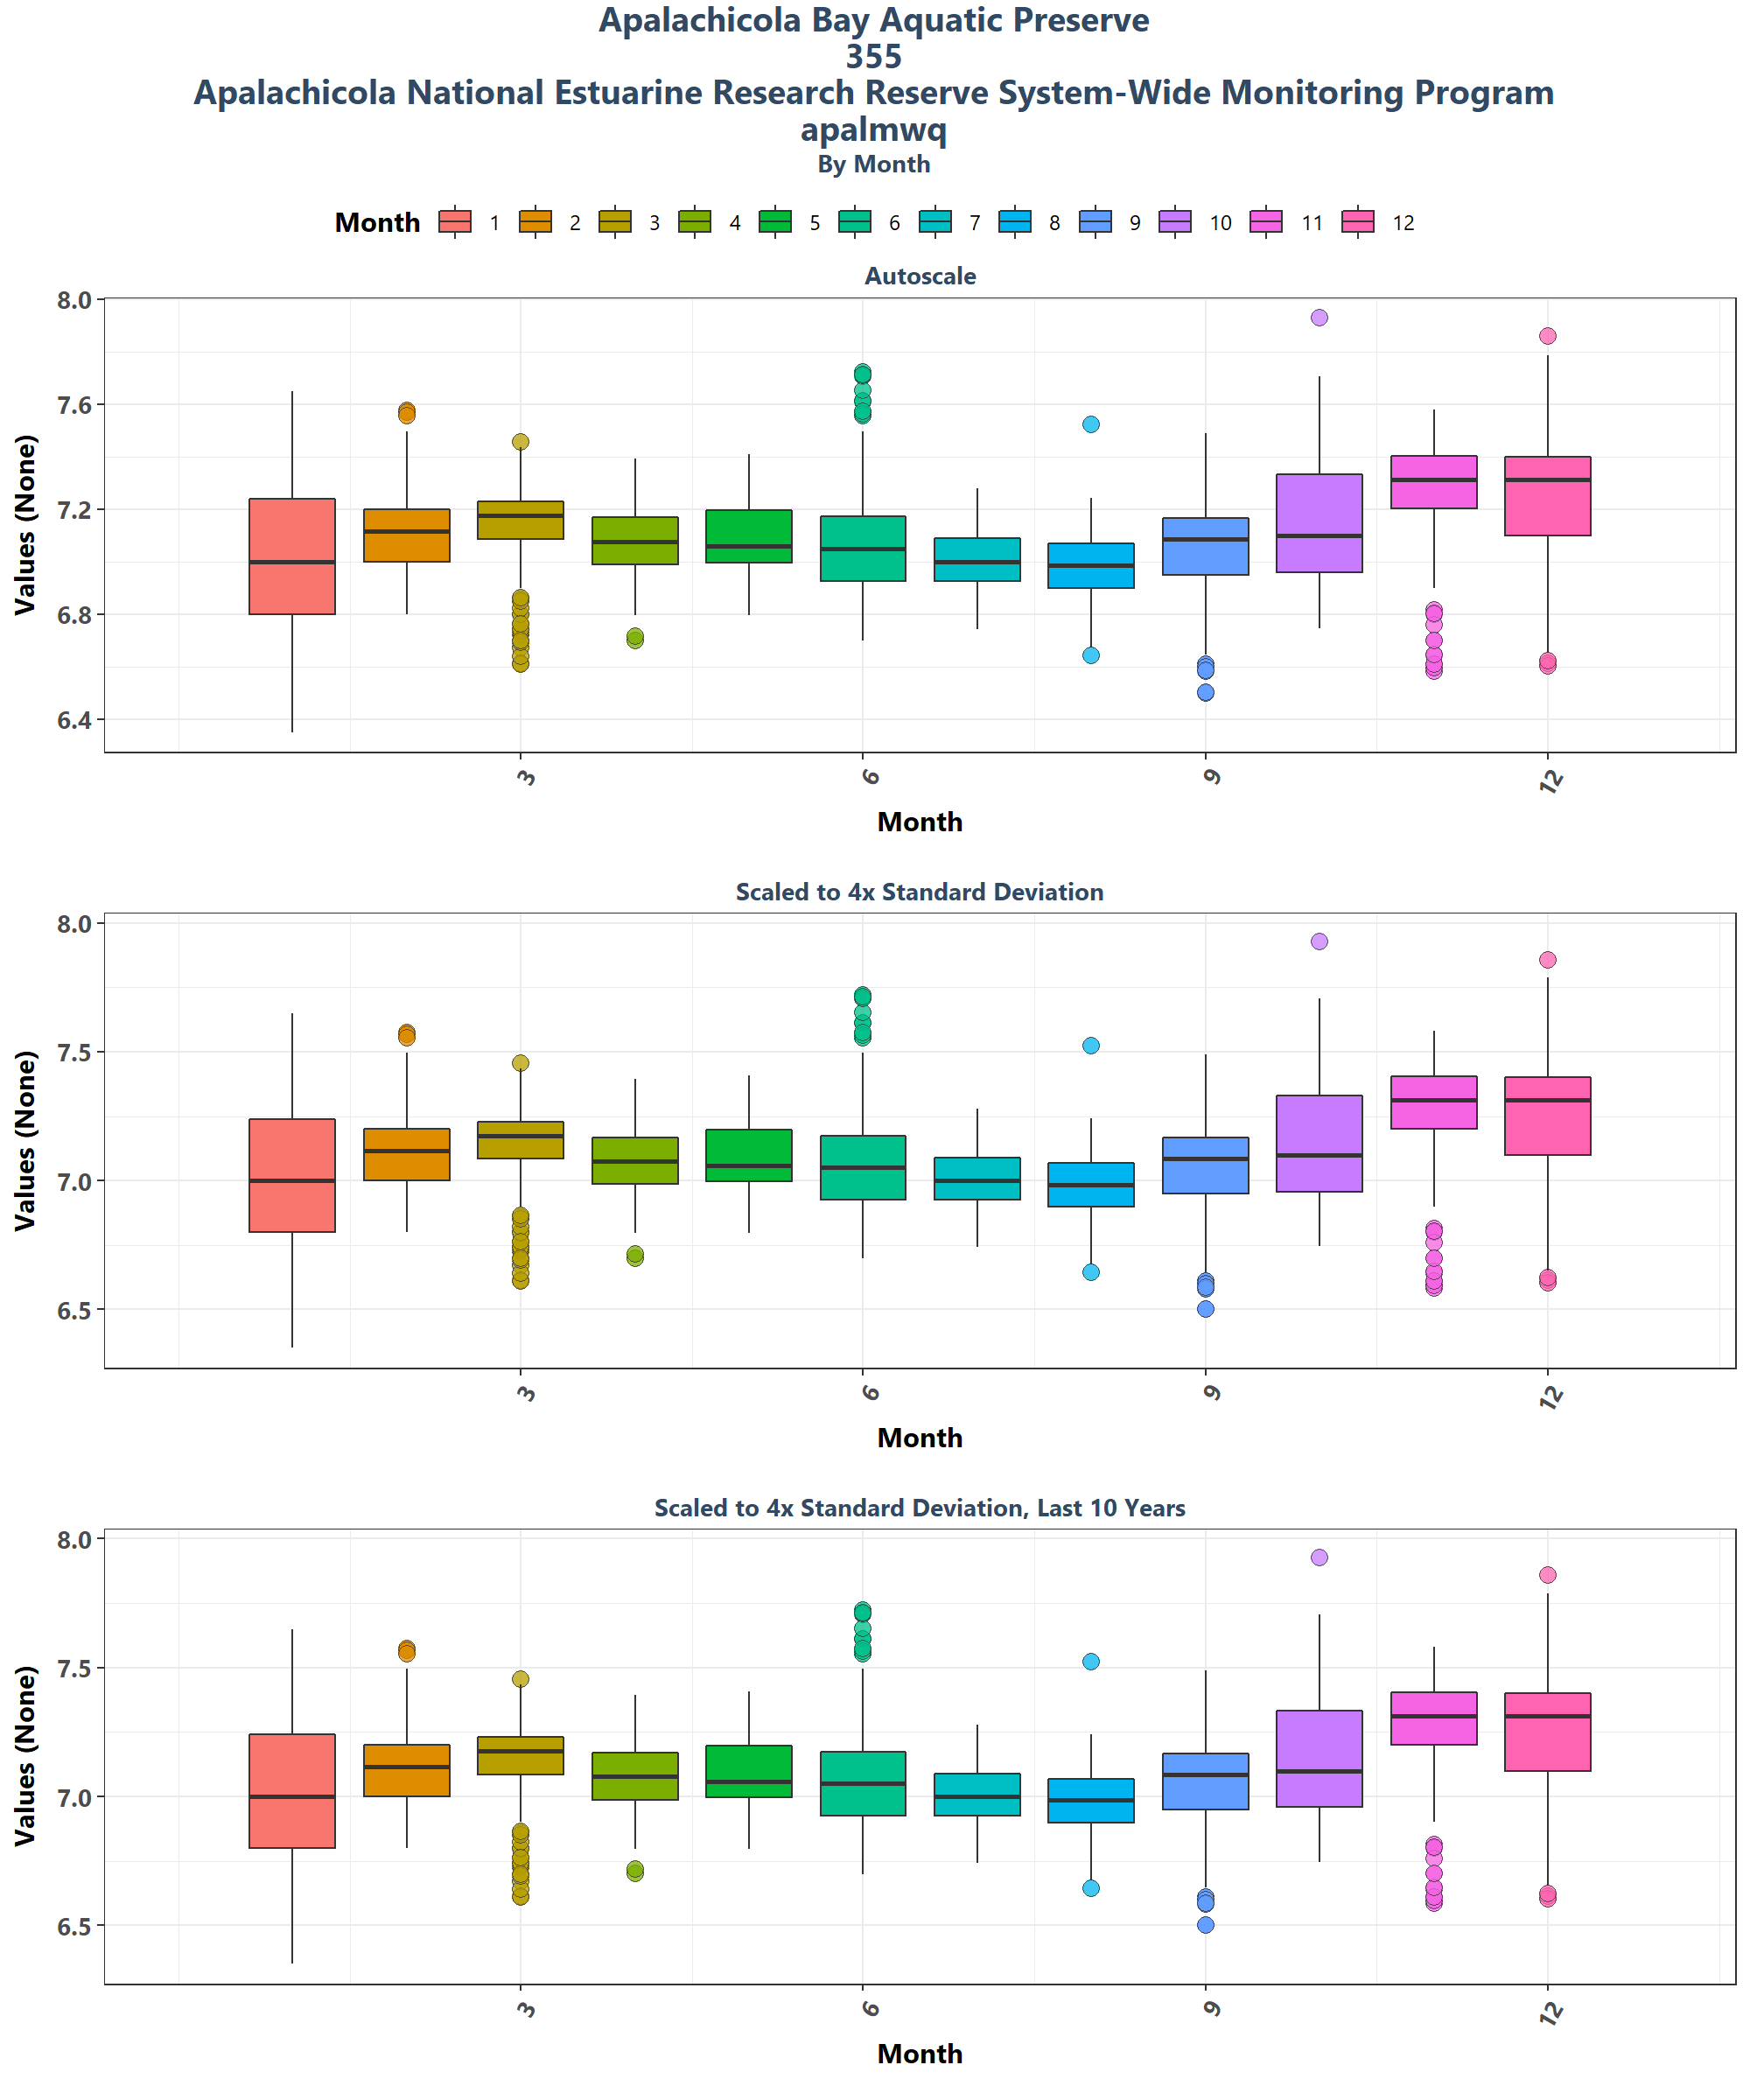 Apalachicola Bay Aquatic Preserve
355
Apalachicola National Estuarine Research Reserve System-Wide Monitoring Program
apalmwq
By Month
Month 1 2 3 4 5 6 7 8 9 10 11 12
Autoscale
Values (None)
8.0
7.6
7.2
6.8
6.4
3 6 9 12
Month
Scaled to 4x Standard Deviation
Values (None)
8.0
7.5
7.0
6.5
3 6 9 12
Month
Scaled to 4x Standard Deviation, Last 10 Years
Values (None)
8.0
7.5
7.0
6.5
3 6 9 12
Month